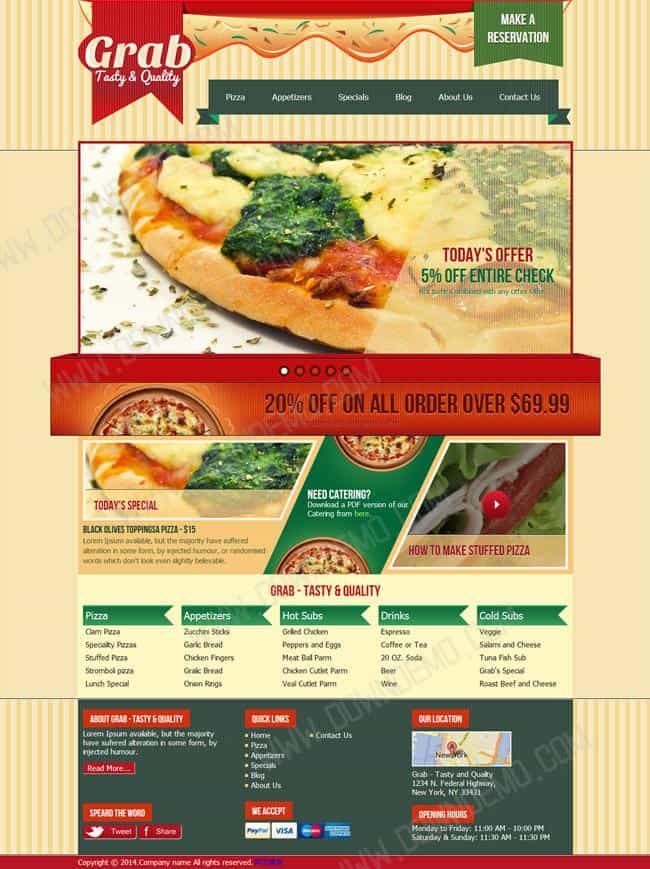 Grab
Tasty & Quality
MAKE A
RESERVATION
Pizza
Appetizers
Specials
Blog
About Us
Contact Us
TODAY'S OFFER
5% OFF ENTIRE CHECK
20% OFF ON ALL ORDER OVER $69.99
TODAY'S SPECIAL
BLACK OLIVES TOPPINGSA PIZZA - $15
Lorem Ipsum available, but the majority have suffered
alteration in some form, by injected humour, or randomised
words which don't look even slightly believable.
NEED CATERING?
Download a PDF version of our
Catering from here.
HOW TO MAKE STUFFED PIZZA
GRAB - TASTY & QUALITY
Pizza
Clam Pizza
Specialty Pizzas
Stuffed Pizza
Stromboli pizza
Lunch Special
Appetizers
Zucchini Sticks
Garlic Bread
Chicken Fingers
Gralic Bread
Onion Rings
Hot Subs
Grilled Chicken
Peppers and Eggs
Meat Ball Parm
Chicken Cutlet Parm
Veal Cutlet Parm
Drinks
Espresso
Coffee or Tea
20 OZ. Soda
Beer
Wine
Cold Subs
Veggie
Salami and Cheese
Tuna Fish Sub
Grab's Special
Roast Beef and Cheese
ABOUT GRAB - TASTY & QUALITY
Lorem Ipsum available, but the majority
have suffered alteration in some form, by
injected humour.
Read More...
SPEARD THE WORD
Tweet
Share
QUICK LINKS
Home
Pizza
Appetizers
Specials
Blog
About Us
Contact Us
WE ACCEPT
PayPal
VISA
OUR LOCATION
New York
Grab - Tasty and Quality
1234 N. Federal Highway,
New York, NY 33431
OPENING HOURS
Monday to Friday: 11:00 AM - 10:00 PM
Saturday & Sunday: 11:30 AM - 11:30 PM
Copyright © 2014.Company name All rights reserved.
WWW.DOWNDEMO.COM